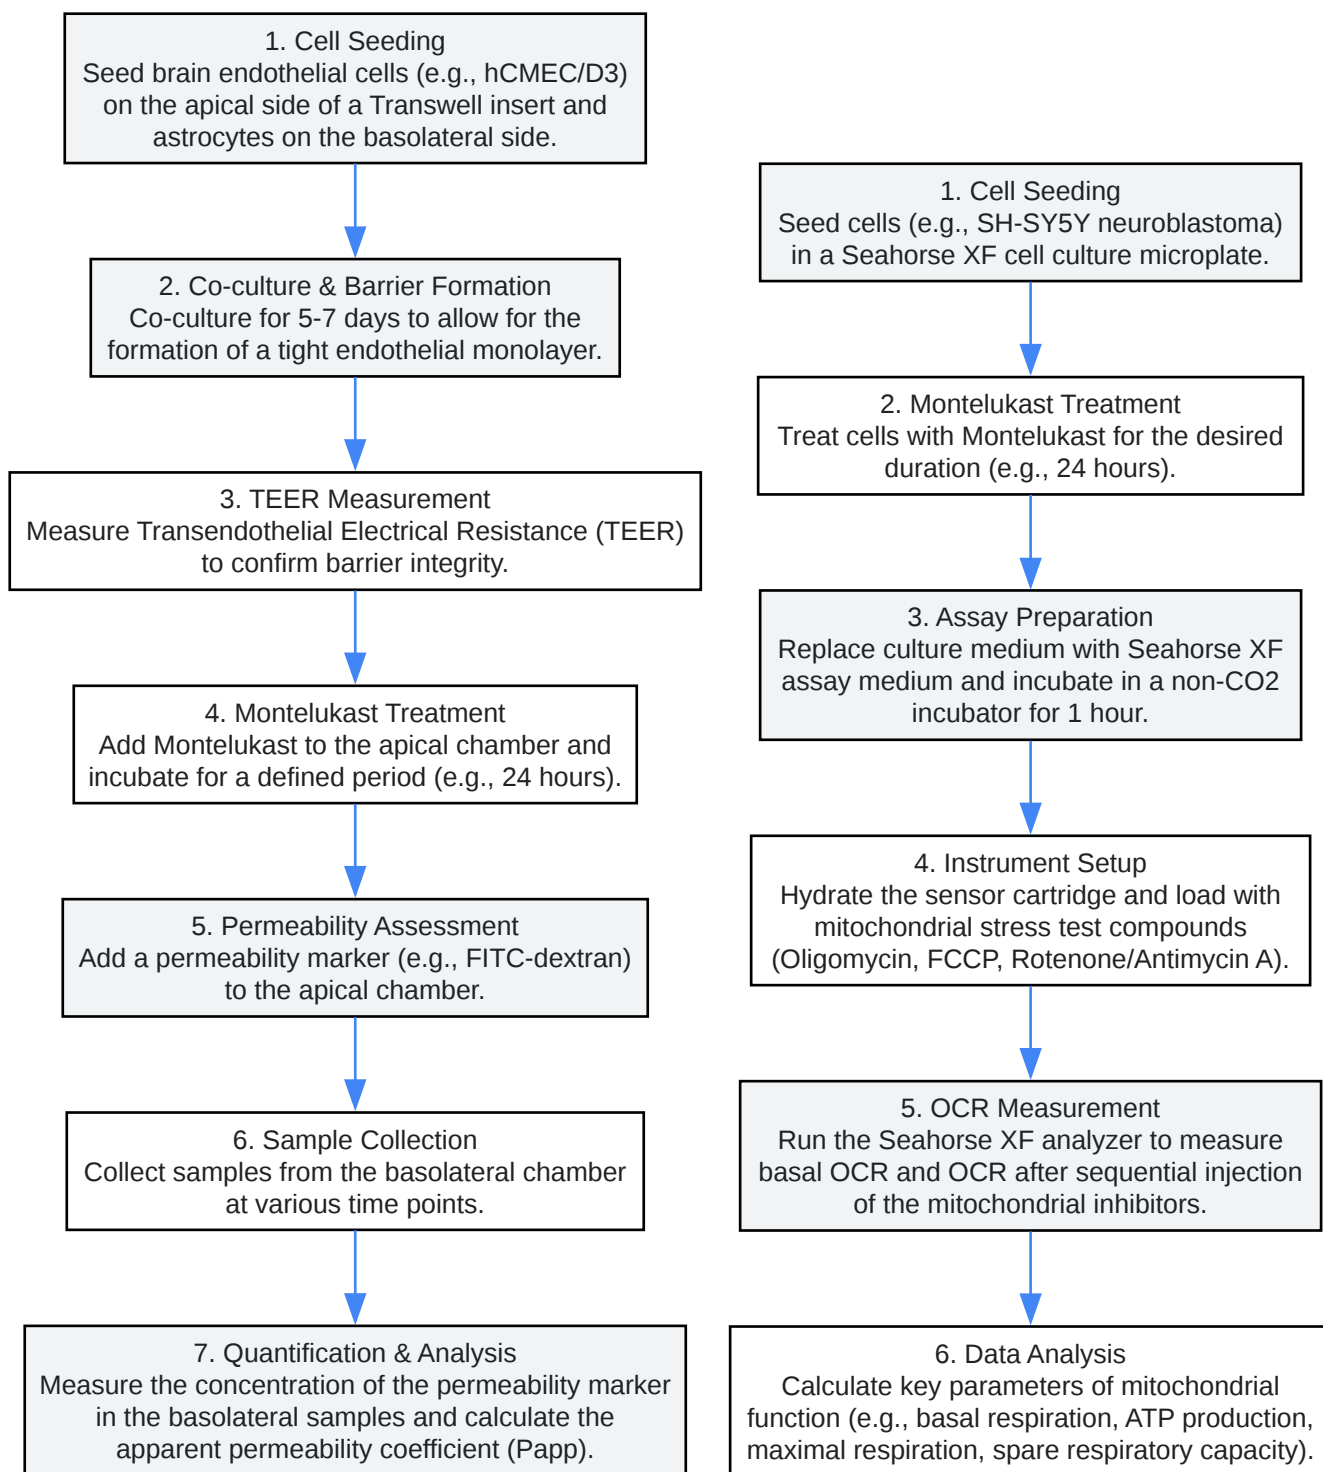 1. Cell Seeding
Seed brain endothelial cells (e.g., hCMEC/D3)
on the apical side of a Transwell insert and
astrocytes on the basolateral side.
2. Co-culture & Barrier Formation
Co-culture for 5-7 days to allow for the
formation of a tight endothelial monolayer.
3. TEER Measurement
Measure Transendothelial Electrical Resistance (TEER)
to confirm barrier integrity.
4. Montelukast Treatment
Add Montelukast to the apical chamber and
incubate for a defined period (e.g., 24 hours).
5. Permeability Assessment
Add a permeability marker (e.g., FITC-dextran)
to the apical chamber.
6. Sample Collection
Collect samples from the basolateral chamber
at various time points.
7. Quantification & Analysis
Measure the concentration of the permeability marker
in the basolateral samples and calculate the
apparent permeability coefficient (Papp).
1. Cell Seeding
Seed cells (e.g., SH-SY5Y neuroblastoma)
in a Seahorse XF cell culture microplate.
2. Montelukast Treatment
Treat cells with Montelukast for the desired
duration (e.g., 24 hours).
3. Assay Preparation
Replace culture medium with Seahorse XF
assay medium and incubate in a non-CO2
incubator for 1 hour.
4. Instrument Setup
Hydrate the sensor cartridge and load with
mitochondrial stress test compounds
(Oligomycin, FCCP, Rotenone/Antimycin A).
5. OCR Measurement
Run the Seahorse XF analyzer to measure
basal OCR and OCR after sequential injection
of the mitochondrial inhibitors.
6. Data Analysis
Calculate key parameters of mitochondrial
function (e.g., basal respiration, ATP production,
maximal respiration, spare respiratory capacity).